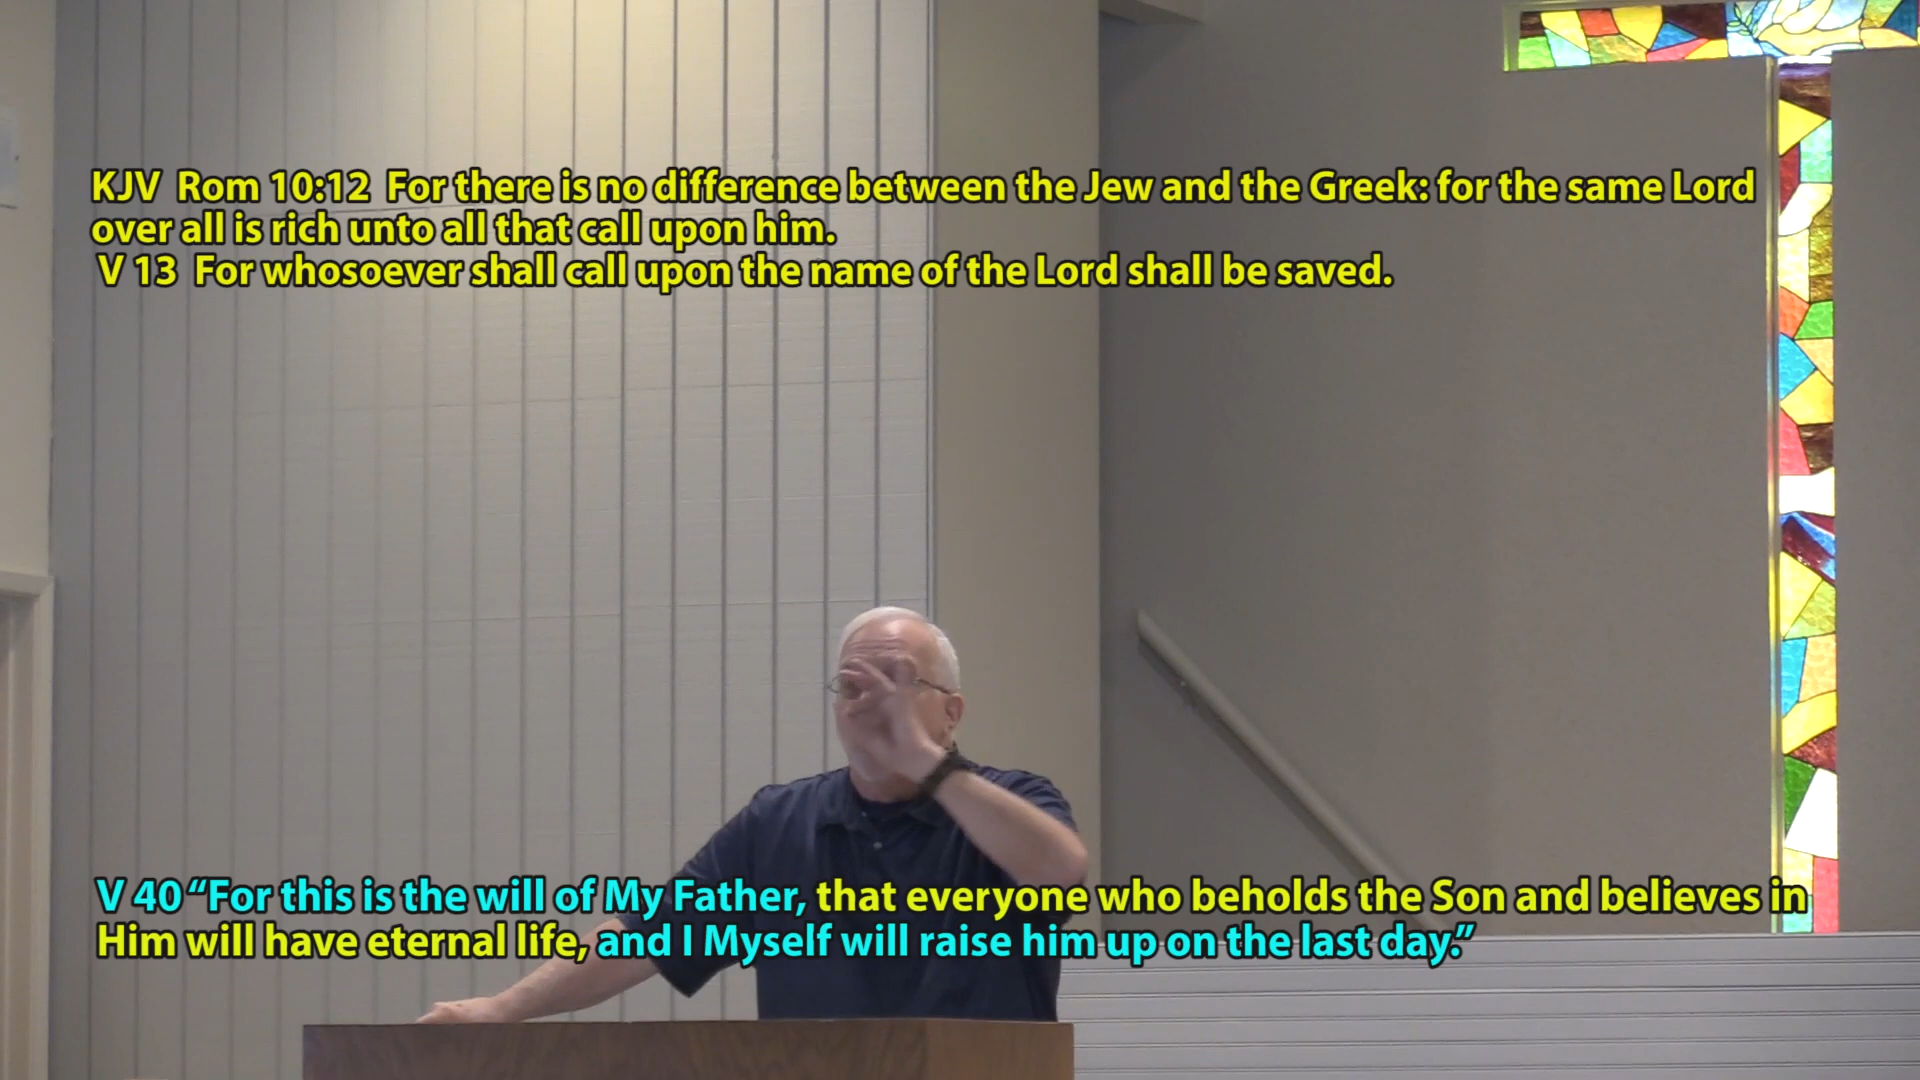 KJV  Rom 10:12  For there is no difference between the Jew and the Greek: for the same Lord
over all is rich unto all that call upon him.
V 13  For whosoever shall call upon the name of the Lord shall be saved.
V 40 “For this is the will of My Father, that everyone who beholds the Son and believes in
Him will have eternal life, and I Myself will raise him up on the last day.”